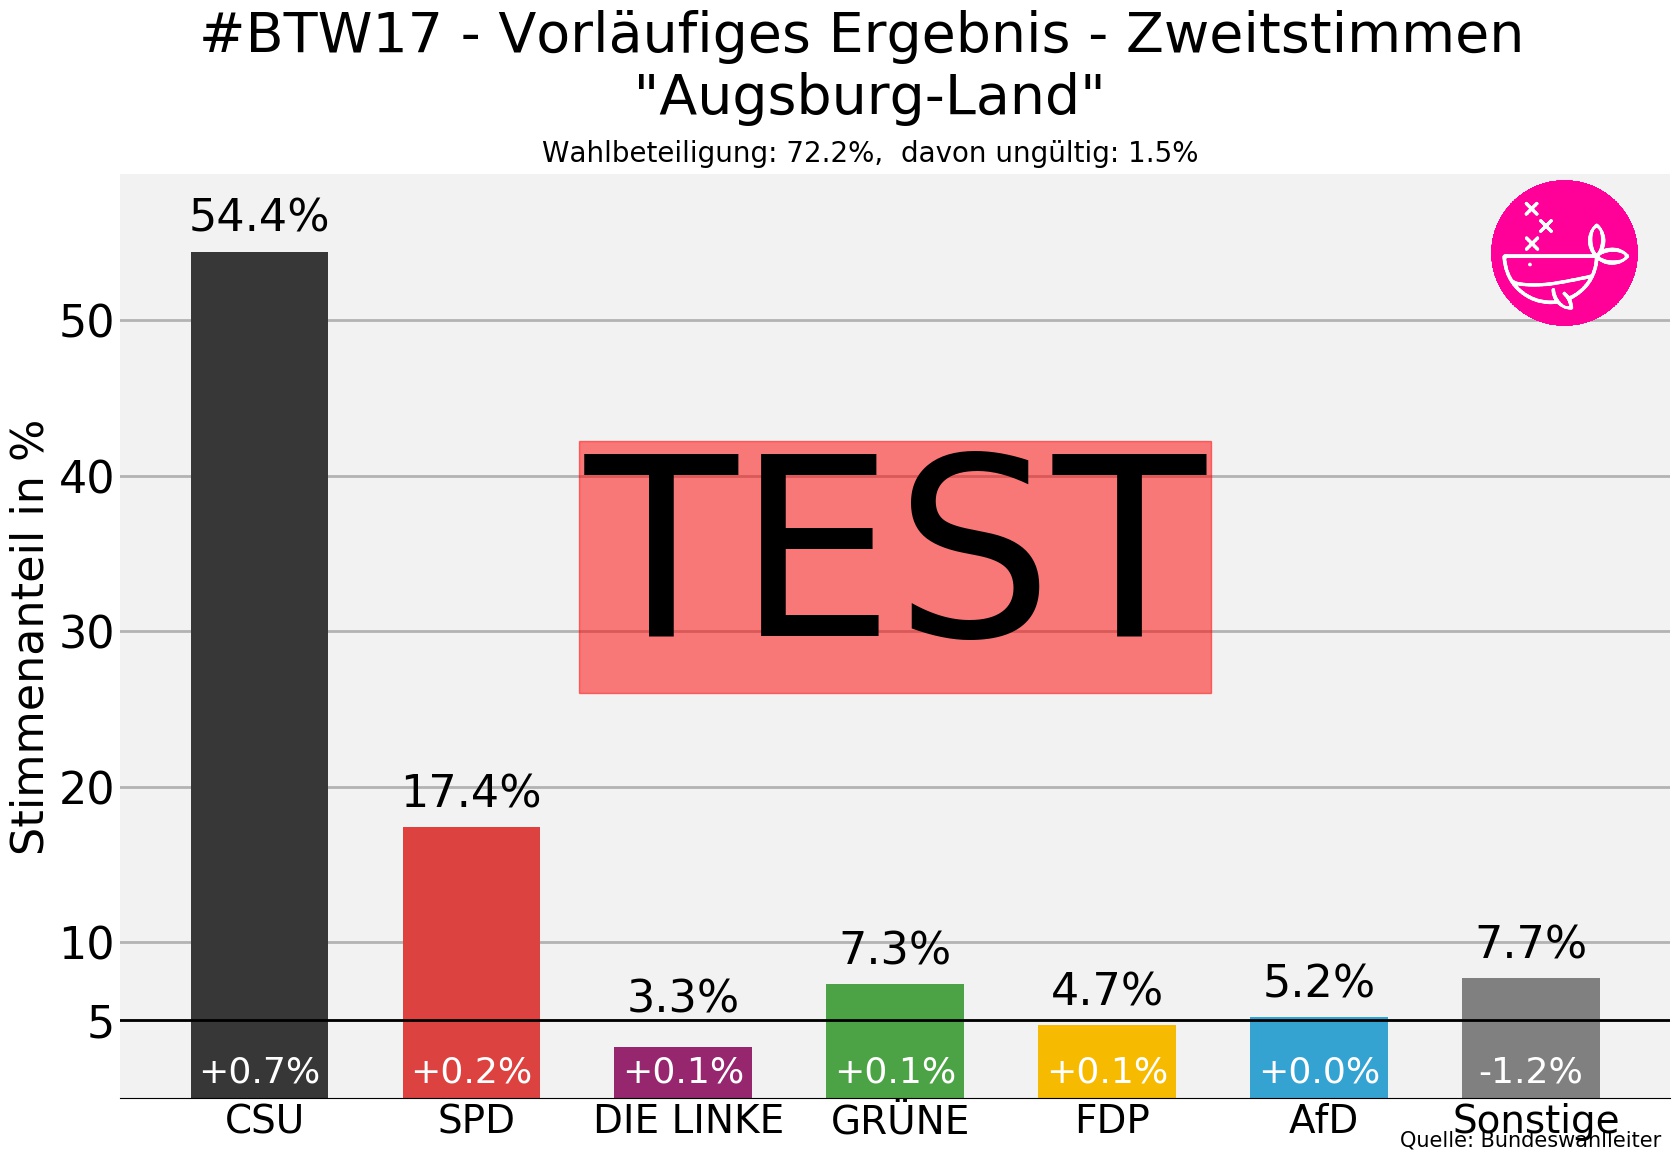 #BTW17 - Vorläufiges Ergebnis - Zweitstimmen
"Augsburg-Land"
Wahlbeteiligung: 72.2%,  davon ungültig: 1.5%
Stimmenanteil in %
50
40
30
20
10
5
TEST
54.4%
17.4%
3.3%
7.3%
4.7%
5.2%
7.7%
+0.7%
+0.2%
+0.1%
+0.1%
+0.1%
+0.0%
-1.2%
CSU
SPD
DIE LINKE
GRÜNE
FDP
AfD
Sonstige
Quelle: Bundeswahlleiter